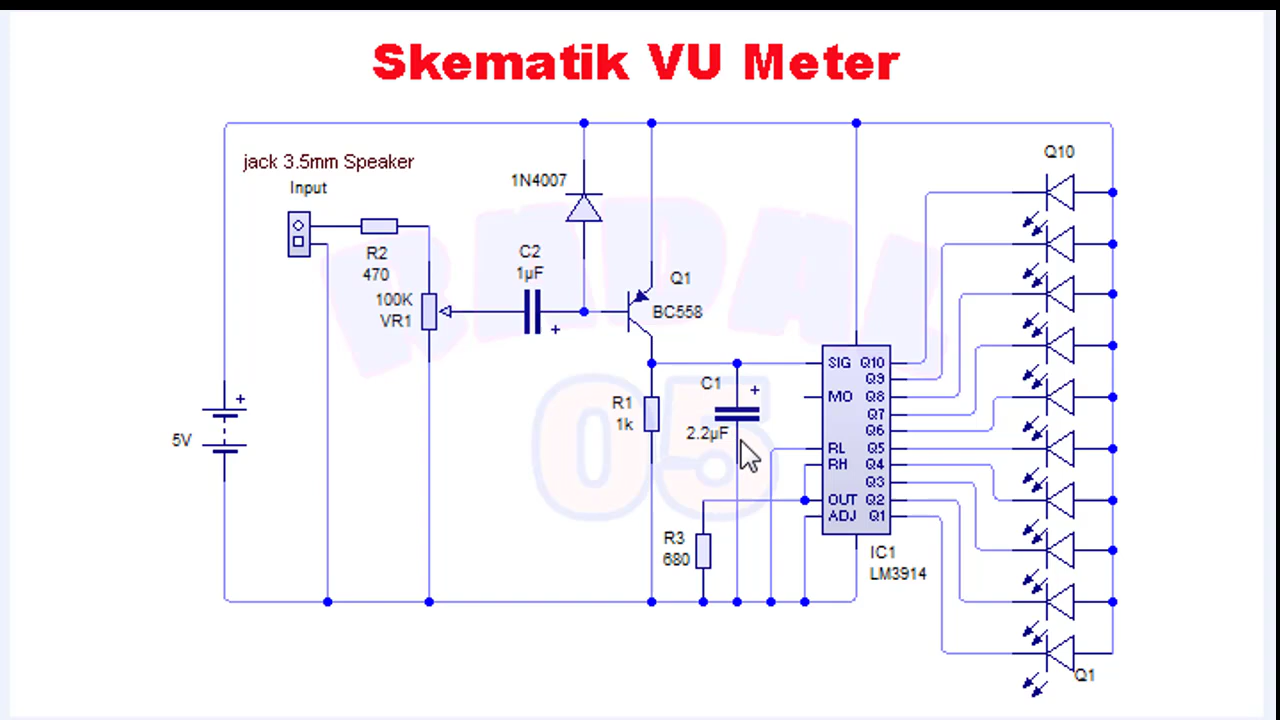 Skematik VU Meter
jack 3.5mm Speaker
Input
R2
470
100K
VR1
C2
1µF
+
1N4007
Q1
BC558
R1
1k
C1
+
2.2µF
5V
+
R3
680
SIG
MO
RL
RH
OUT
ADJ
Q10
Q9
Q8
Q7
Q6
Q5
Q4
Q3
Q2
Q1
IC1
LM3914
Q10
Q1
RADAL
05